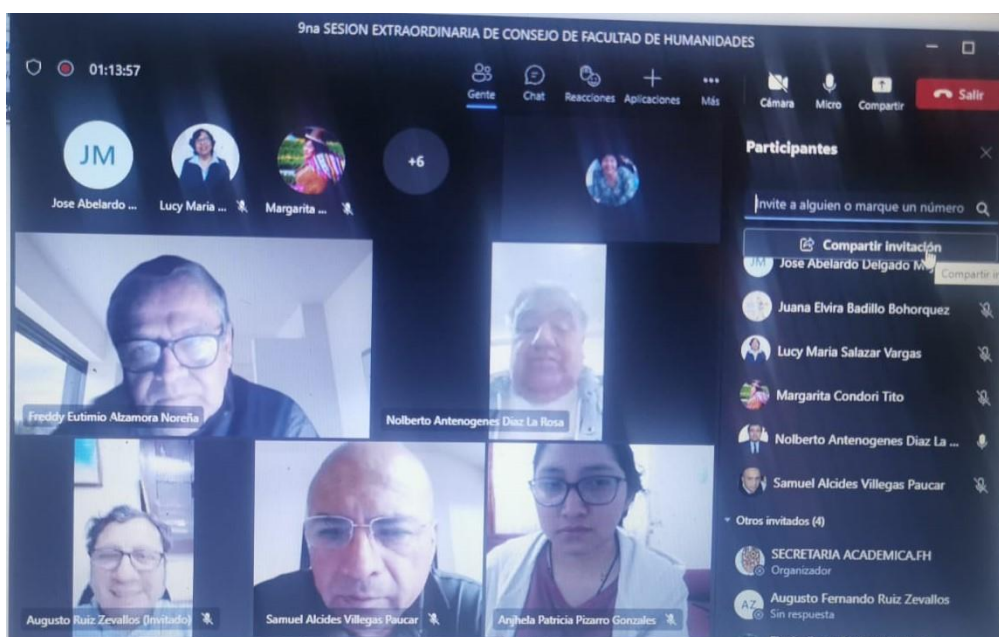 9na SESION EXTRAORDINARIA DE CONSEJO DE FACULTAD DE HUMANIDADES
01:13:57
Gente
Chat
Reacciones
Aplicaciones
Más
Cámara
Micro
Compartir
Salir
JM
Jose Abelardo ...
Lucy Maria ...
Margarita ...
+6
Freddy Eutimio Alzamora Noreña
Nolberto Antenogenes Diaz La Rosa
Augusto Ruiz Zevallos (Invitado)
Samuel Alcides Villegas Paucar
Anjhela Patricia Pizarro Gonzales
Participantes
Invite a alguien o marque un número
Compartir invitación
Compartir in
JM
Jose Abelardo Delgado
Juana Elvira Badillo Bohorquez
Lucy Maria Salazar Vargas
Margarita Condori Tito
Nolberto Antenogenes Diaz La ...
Samuel Alcides Villegas Paucar
Otros invitados (4)
SECRETARIA ACADEMICA.FH
Organizador
AZ
Augusto Fernando Ruiz Zevallos
Sin respuesta